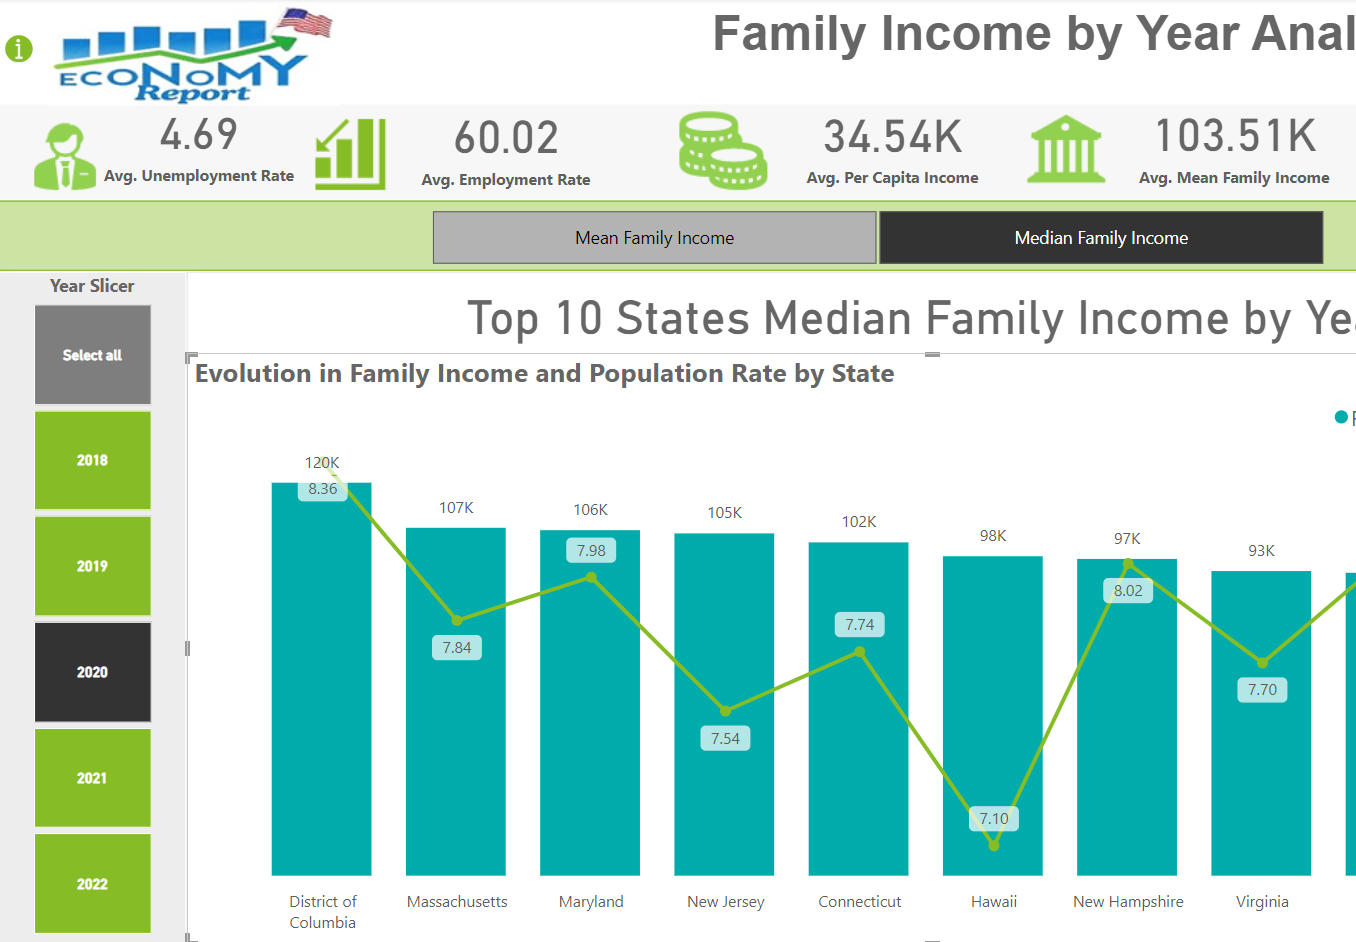 Family Income by Year Anal
i
ECONOMY
Report
4.69
Avg. Unemployment Rate
60.02
Avg. Employment Rate
34.54K
Avg. Per Capita Income
103.51K
Avg. Mean Family Income
Mean Family Income
Median Family Income
Year Slicer
Select all
2018
2019
2020
2021
2022
Top 10 States Median Family Income by Ye
Evolution in Family Income and Population Rate by State
120K
107K
106K
105K
102K
98K
97K
93K
8.36
7.84
7.98
7.54
7.74
7.10
8.02
7.70
District of
Columbia
Massachusetts
Maryland
New Jersey
Connecticut
Hawaii
New Hampshire
Virginia